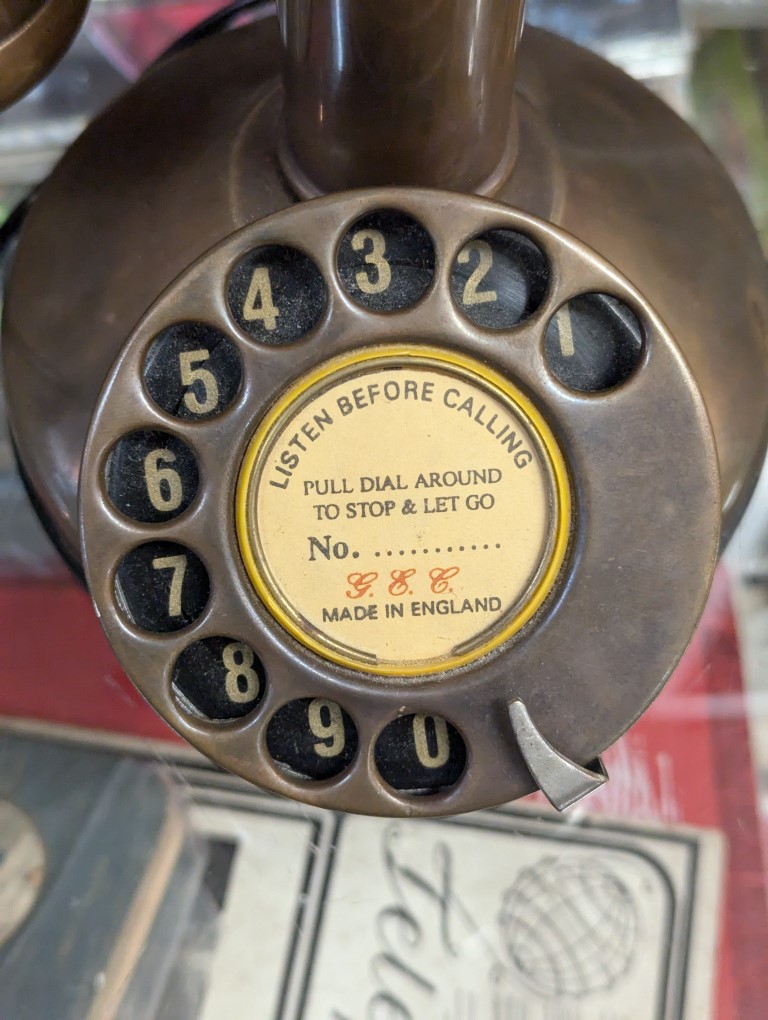 3
2
4
1
5
6
7
8
9
0
LISTEN BEFORE CALLING
PULL DIAL AROUND
TO STOP & LET GO
No. ...........
G. E. C.
MADE IN ENGLAND